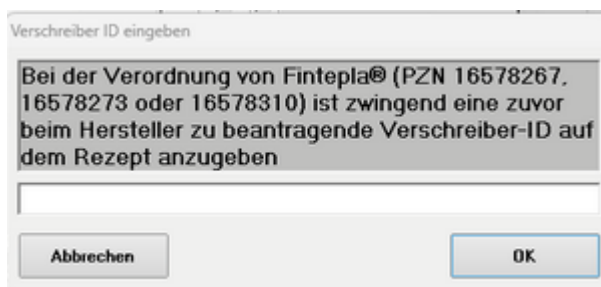 Verschreiber ID eingeben
Bei der Verordnung von Fintepla® (PZN 16578267,
16578273 oder 16578310) ist zwingend eine zuvor
beim Hersteller zu beantragende Verschreiber-ID auf
dem Rezept anzugeben
Abbrechen
OK